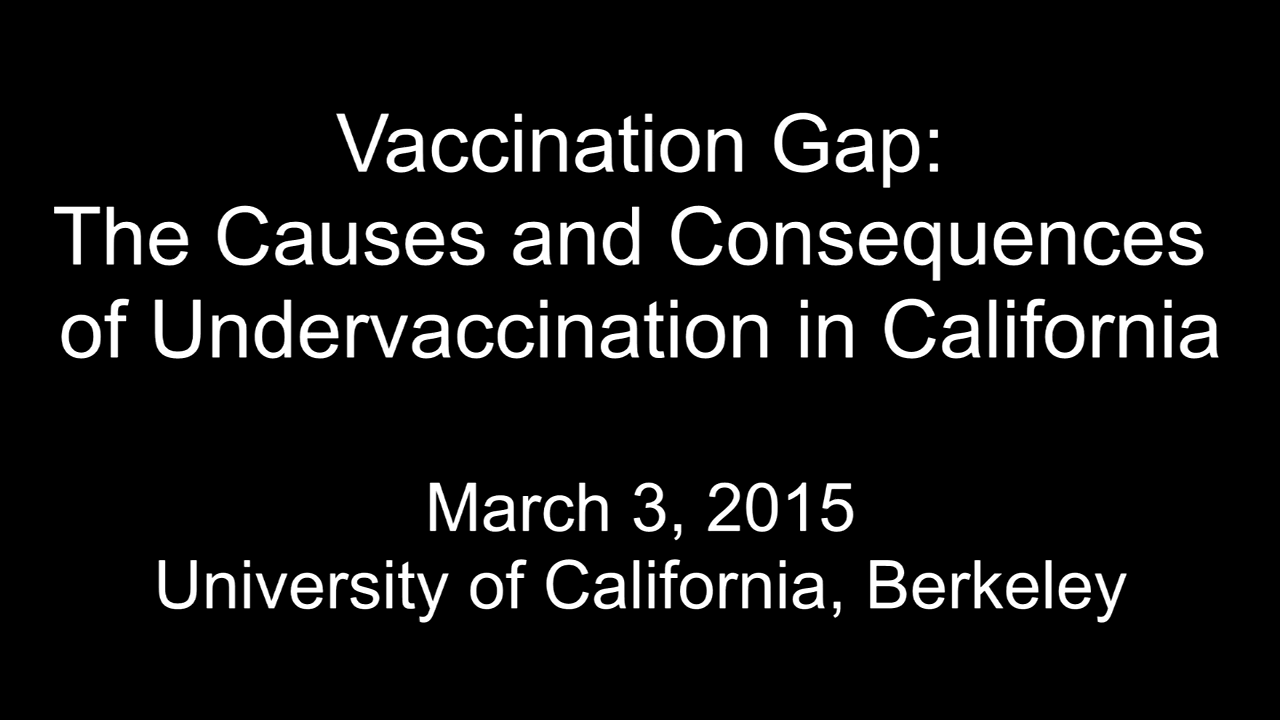 Vaccination Gap:
The Causes and Consequences
of Undervaccination in California
March 3, 2015
University of California, Berkeley